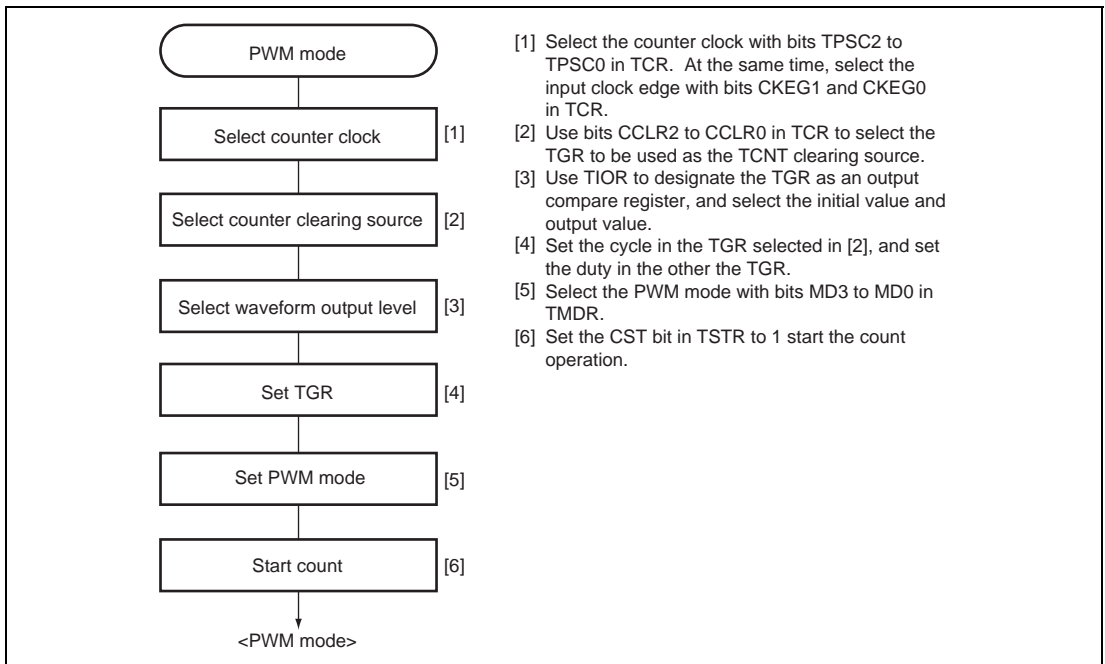 PWM mode
Select counter clock
[1]
Select counter clearing source
[2]
Select waveform output level
[3]
Set TGR
[4]
Set PWM mode
[5]
Start count
[6]
<PWM mode>
[1] Select the counter clock with bits TPSC2 to
TPSC0 in TCR. At the same time, select the
input clock edge with bits CKEG1 and CKEG0
in TCR.
[2] Use bits CCLR2 to CCLR0 in TCR to select the
TGR to be used as the TCNT clearing source.
[3] Use TIOR to designate the TGR as an output
compare register, and select the initial value and
output value.
[4] Set the cycle in the TGR selected in [2], and set
the duty in the other the TGR.
[5] Select the PWM mode with bits MD3 to MD0 in
TMDR.
[6] Set the CST bit in TSTR to 1 start the count
operation.